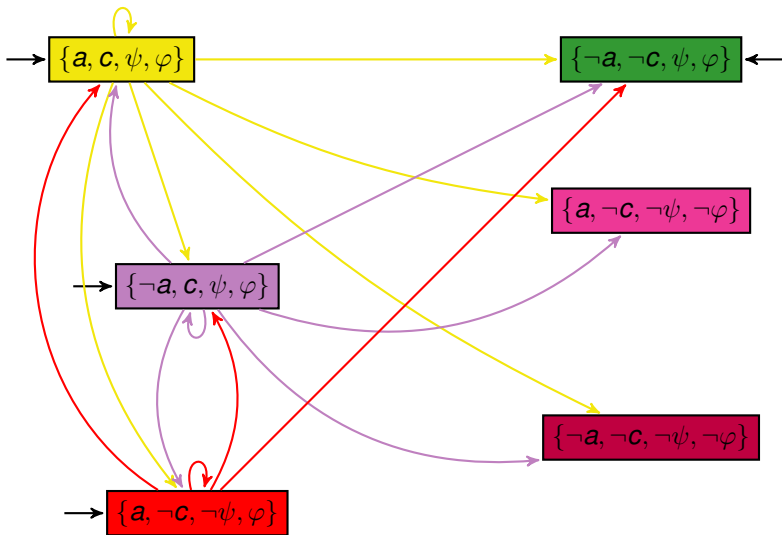 {a, c, ψ, φ}
{¬a, ¬c, ψ, φ}
{a, ¬c, ¬ψ, ¬φ}
{¬a, c, ψ, φ}
{¬a, ¬c, ¬ψ, ¬φ}
{a, ¬c, ¬ψ, φ}